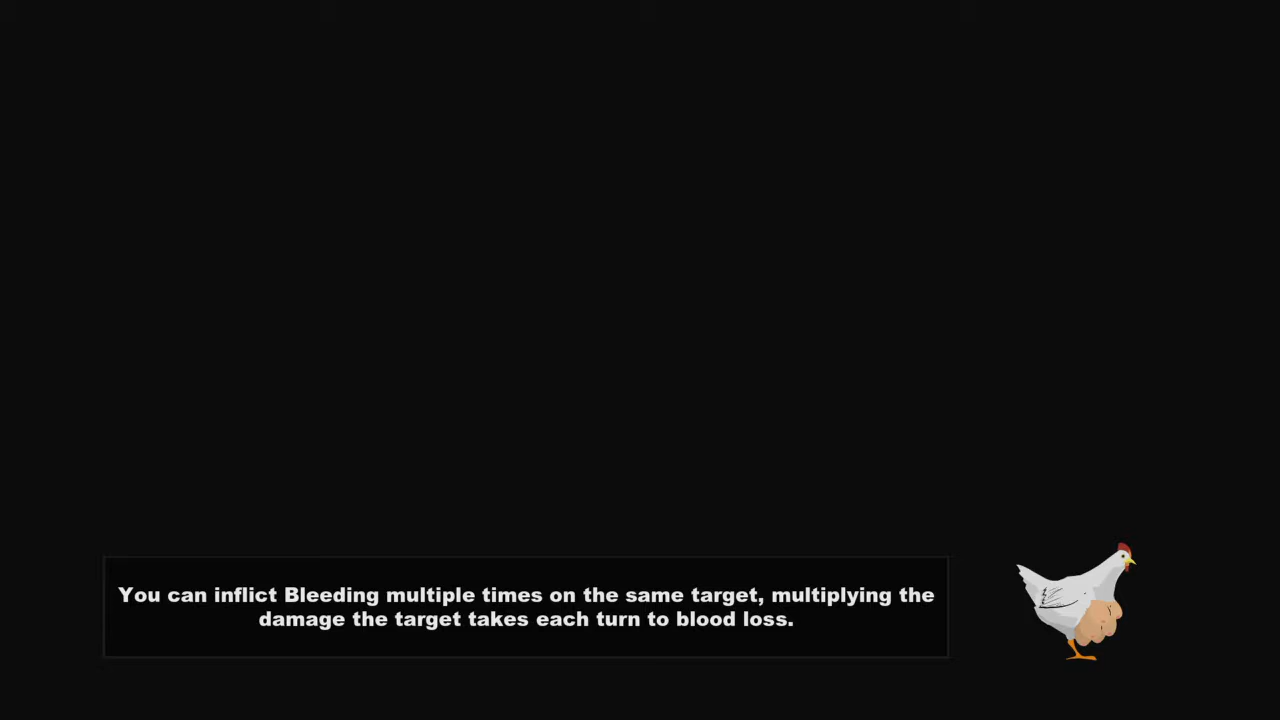 You can inflict Bleeding multiple times on the same target, multiplying the
damage the target takes each turn to blood loss.